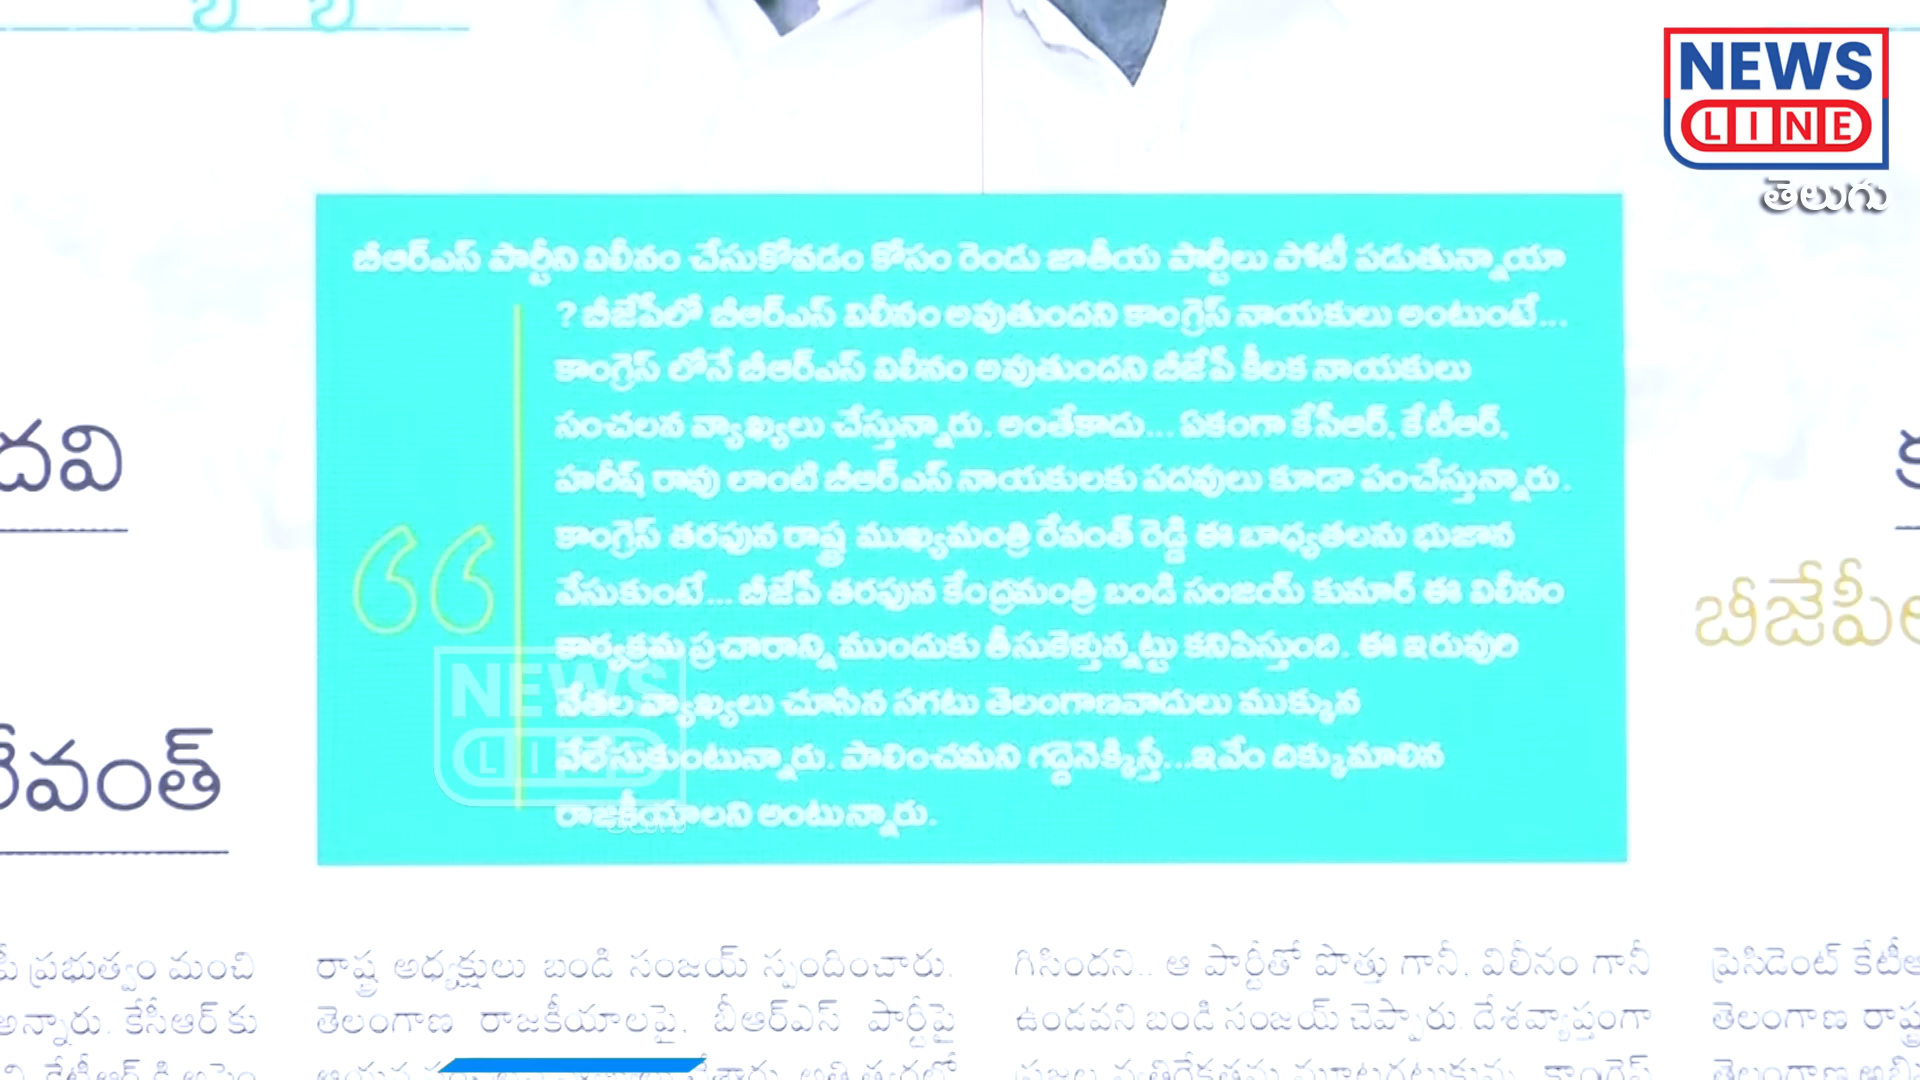 NEWS
LINE
తెలుగు
బీఆర్ఎస్ పార్టీని విలీనం చేసుకోవడం కోసం రెండు జాతీయ పార్టీలు పోటీ పడుతున్నాయా
? బీజేపీలో బీఆర్ఎస్ విలీనం అవుతుందని కాంగ్రెస్ నాయకులు అంటుంటే...
కాంగ్రెస్ లోనే బీఆర్ఎస్ విలీనం అవుతుందని బీజేపీ కీలక నాయకులు
సంచలన వ్యాఖ్యలు చేస్తున్నారు. అంతేకాదు... ఏకంగా కేసీఆర్, కేటీఆర్,
హరీష్ రావు లాంటి బీఆర్ఎస్ నాయకులకు పదవులు కూడా పంచేస్తున్నారు.
కాంగ్రెస్ తరపున రాష్ట్ర ముఖ్యమంత్రి రేవంత్ రెడ్డి ఈ బాధ్యతలను భుజాన
వేసుకుంటే... బీజేపీ తరపున కేంద్రమంత్రి బండి సంజయ్ కుమార్ ఈ విలీనం
కార్యక్రమ ప్రచారాన్ని ముందుకు తీసుకెళ్తున్నట్టు కనిపిస్తుంది. ఈ ఇరువురి
నేతల వ్యాఖ్యలు చూసిన సగటు తెలంగాణవాదులు ముక్కున
వేలేసుకుంటున్నారు. పాలించమని గద్దెనెక్కిస్తే...ఇవేం దిక్కుమాలిన
రాజకీయాలని అంటున్నారు.
NEWS
LINE
తెలుగు
దవి
రేవంత్
బీజేపీల
ప్రభుత్వం మంచి
అన్నారు. కేసీఆర్ కు
రాష్ట్ర అధ్యక్షులు బండి సంజయ్ స్పందించారు.
తెలంగాణ రాజకీయాలపై, బీఆర్ఎస్ పార్టీపై
గిసిందని.. ఆ పార్టీతో పొత్తు గానీ, విలీనం గానీ
ఉండవని బండి సంజయ్ చెప్పారు. దేశవ్యాప్తంగా
ప్రెసిడెంట్
తెలంగాణ